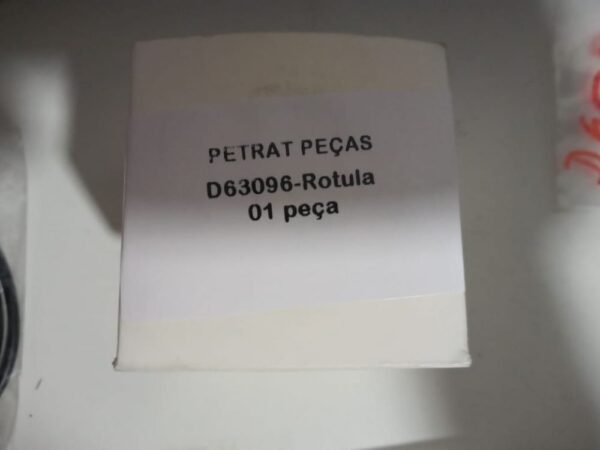 PETRAT PEÇAS
D63096-Rotula
01 peça